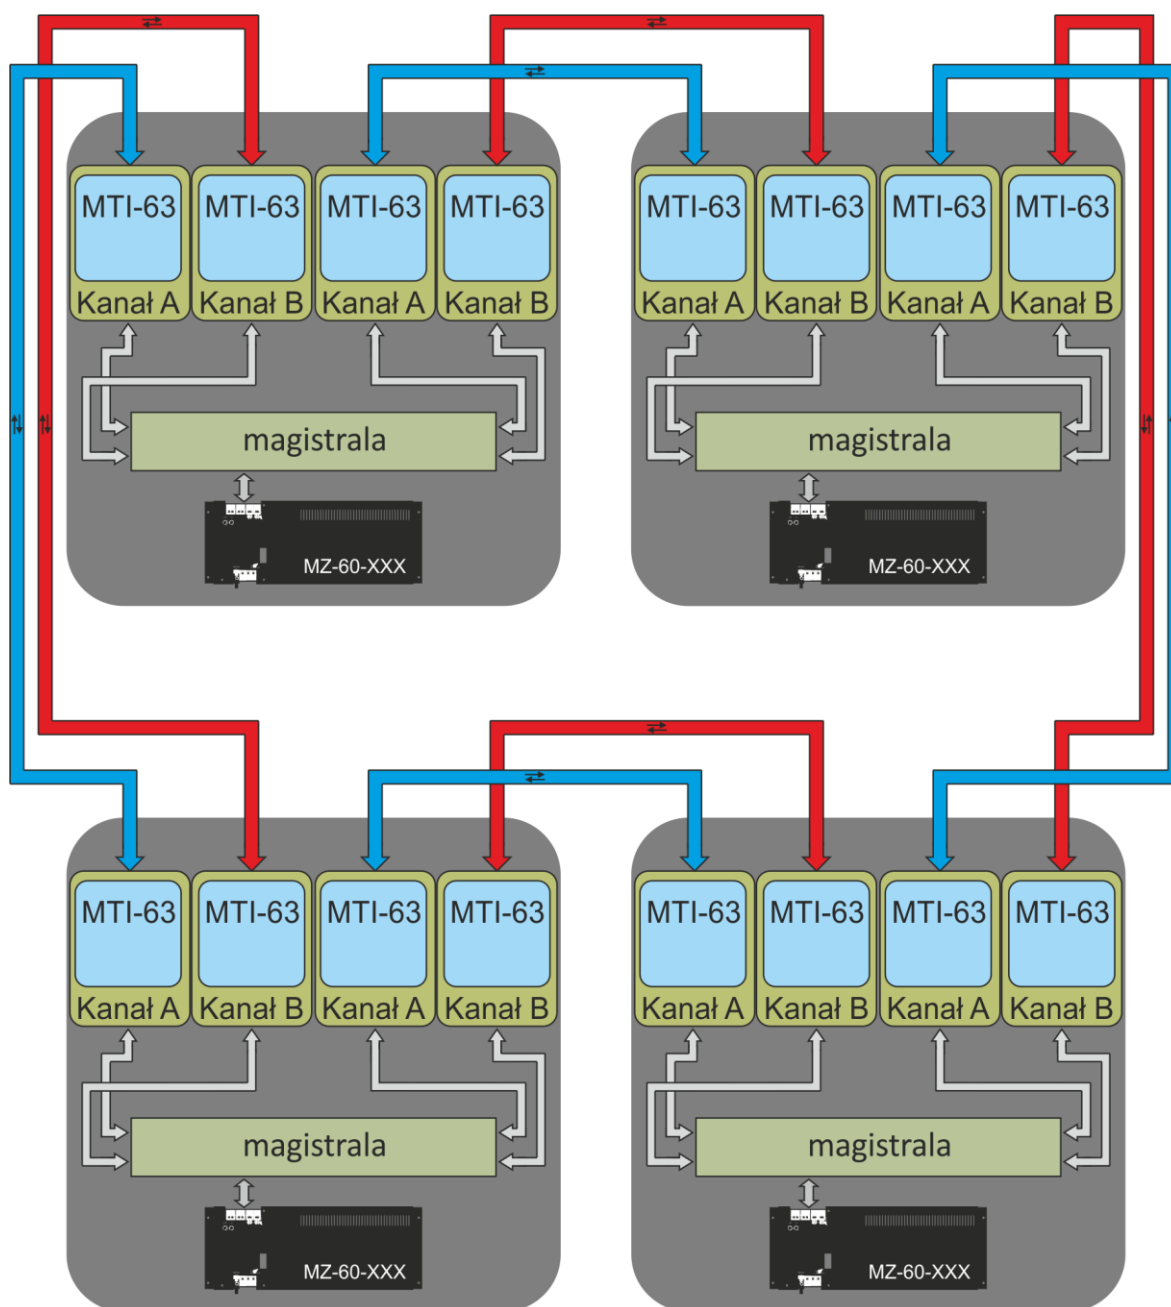 MTI-63 MTI-63 MTI-63 MTI-63 MTI-63 MTI-63 MTI-63 MTI-63
Kanał A Kanał B Kanał A Kanał B Kanał A Kanał B Kanał A Kanał B
magistrala magistrala
MZ-60-XXX MZ-60-XXX
MTI-63 MTI-63 MTI-63 MTI-63 MTI-63 MTI-63 MTI-63 MTI-63
Kanał A Kanał B Kanał A Kanał B Kanał A Kanał B Kanał A Kanał B
magistrala magistrala
MZ-60-XXX MZ-60-XXX